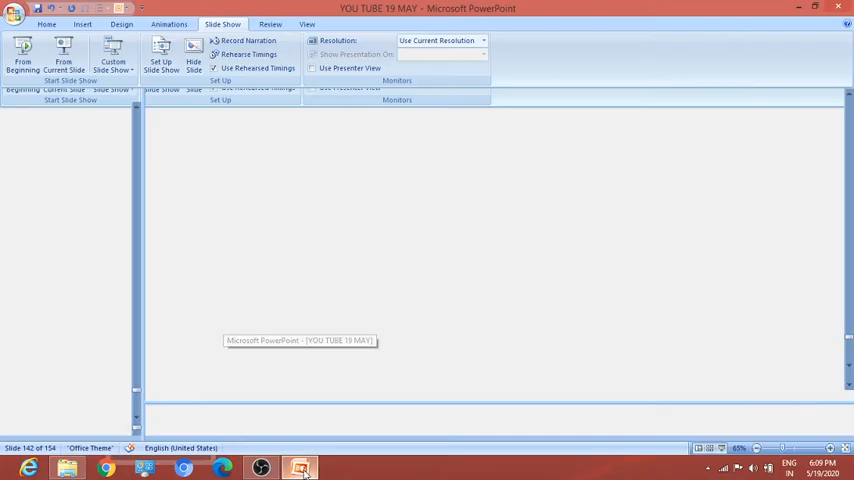 YOU TUBE 19 MAY - Microsoft PowerPoint
Home Insert Design Animations Slide Show Review View
From Beginning
From Current Slide
Custom Slide Show
Start Slide Show
Set Up Slide Show
Hide Slide
Record Narration
Rehearse Timings
Use Rehearsed Timings
Set Up
Resolution: Use Current Resolution
Show Presentation On:
Use Presenter View
Monitors
Start Slide Show Set Up Monitors
Microsoft PowerPoint - [YOU TUBE 19 MAY]
Slide 142 of 154 "Office Theme" English (United States) 65%
ENG 6:09 PM
IN 5/19/2020